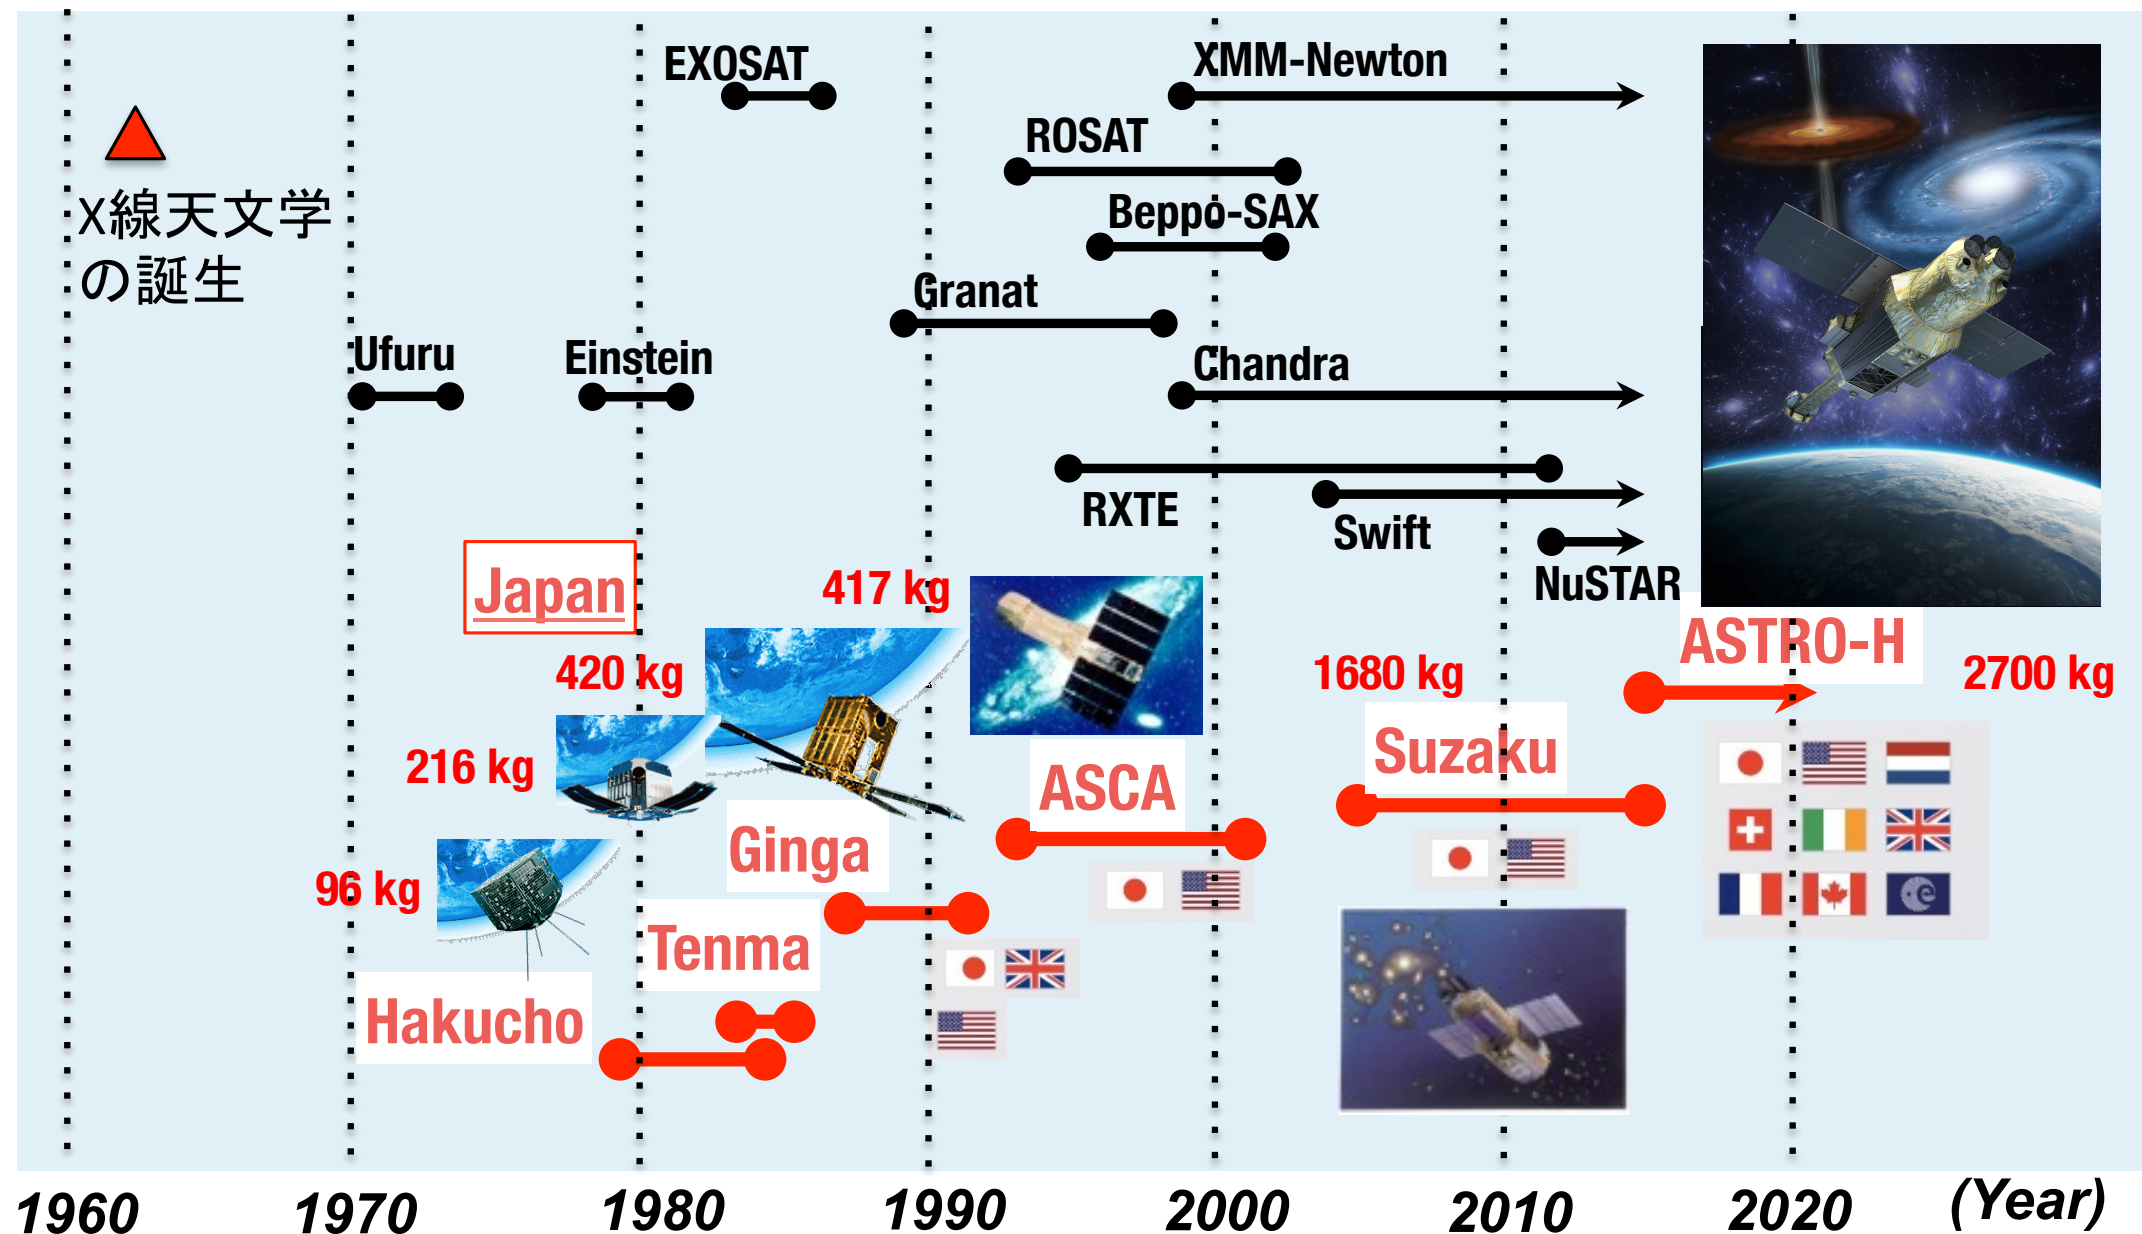 EXOSAT
XMM-Newton
ROSAT
X線天文学
の誕生
Beppo-SAX
Granat
Ufuru
Einstein
Chandra
RXTE
Swift
NuSTAR
Japan
417 kg
420 kg
ASTRO-H
1680 kg
2700 kg
216 kg
Suzaku
ASCA
Ginga
96 kg
Tenma
Hakucho
1960
1970
1980
1990
2000
2010
2020
(Year)